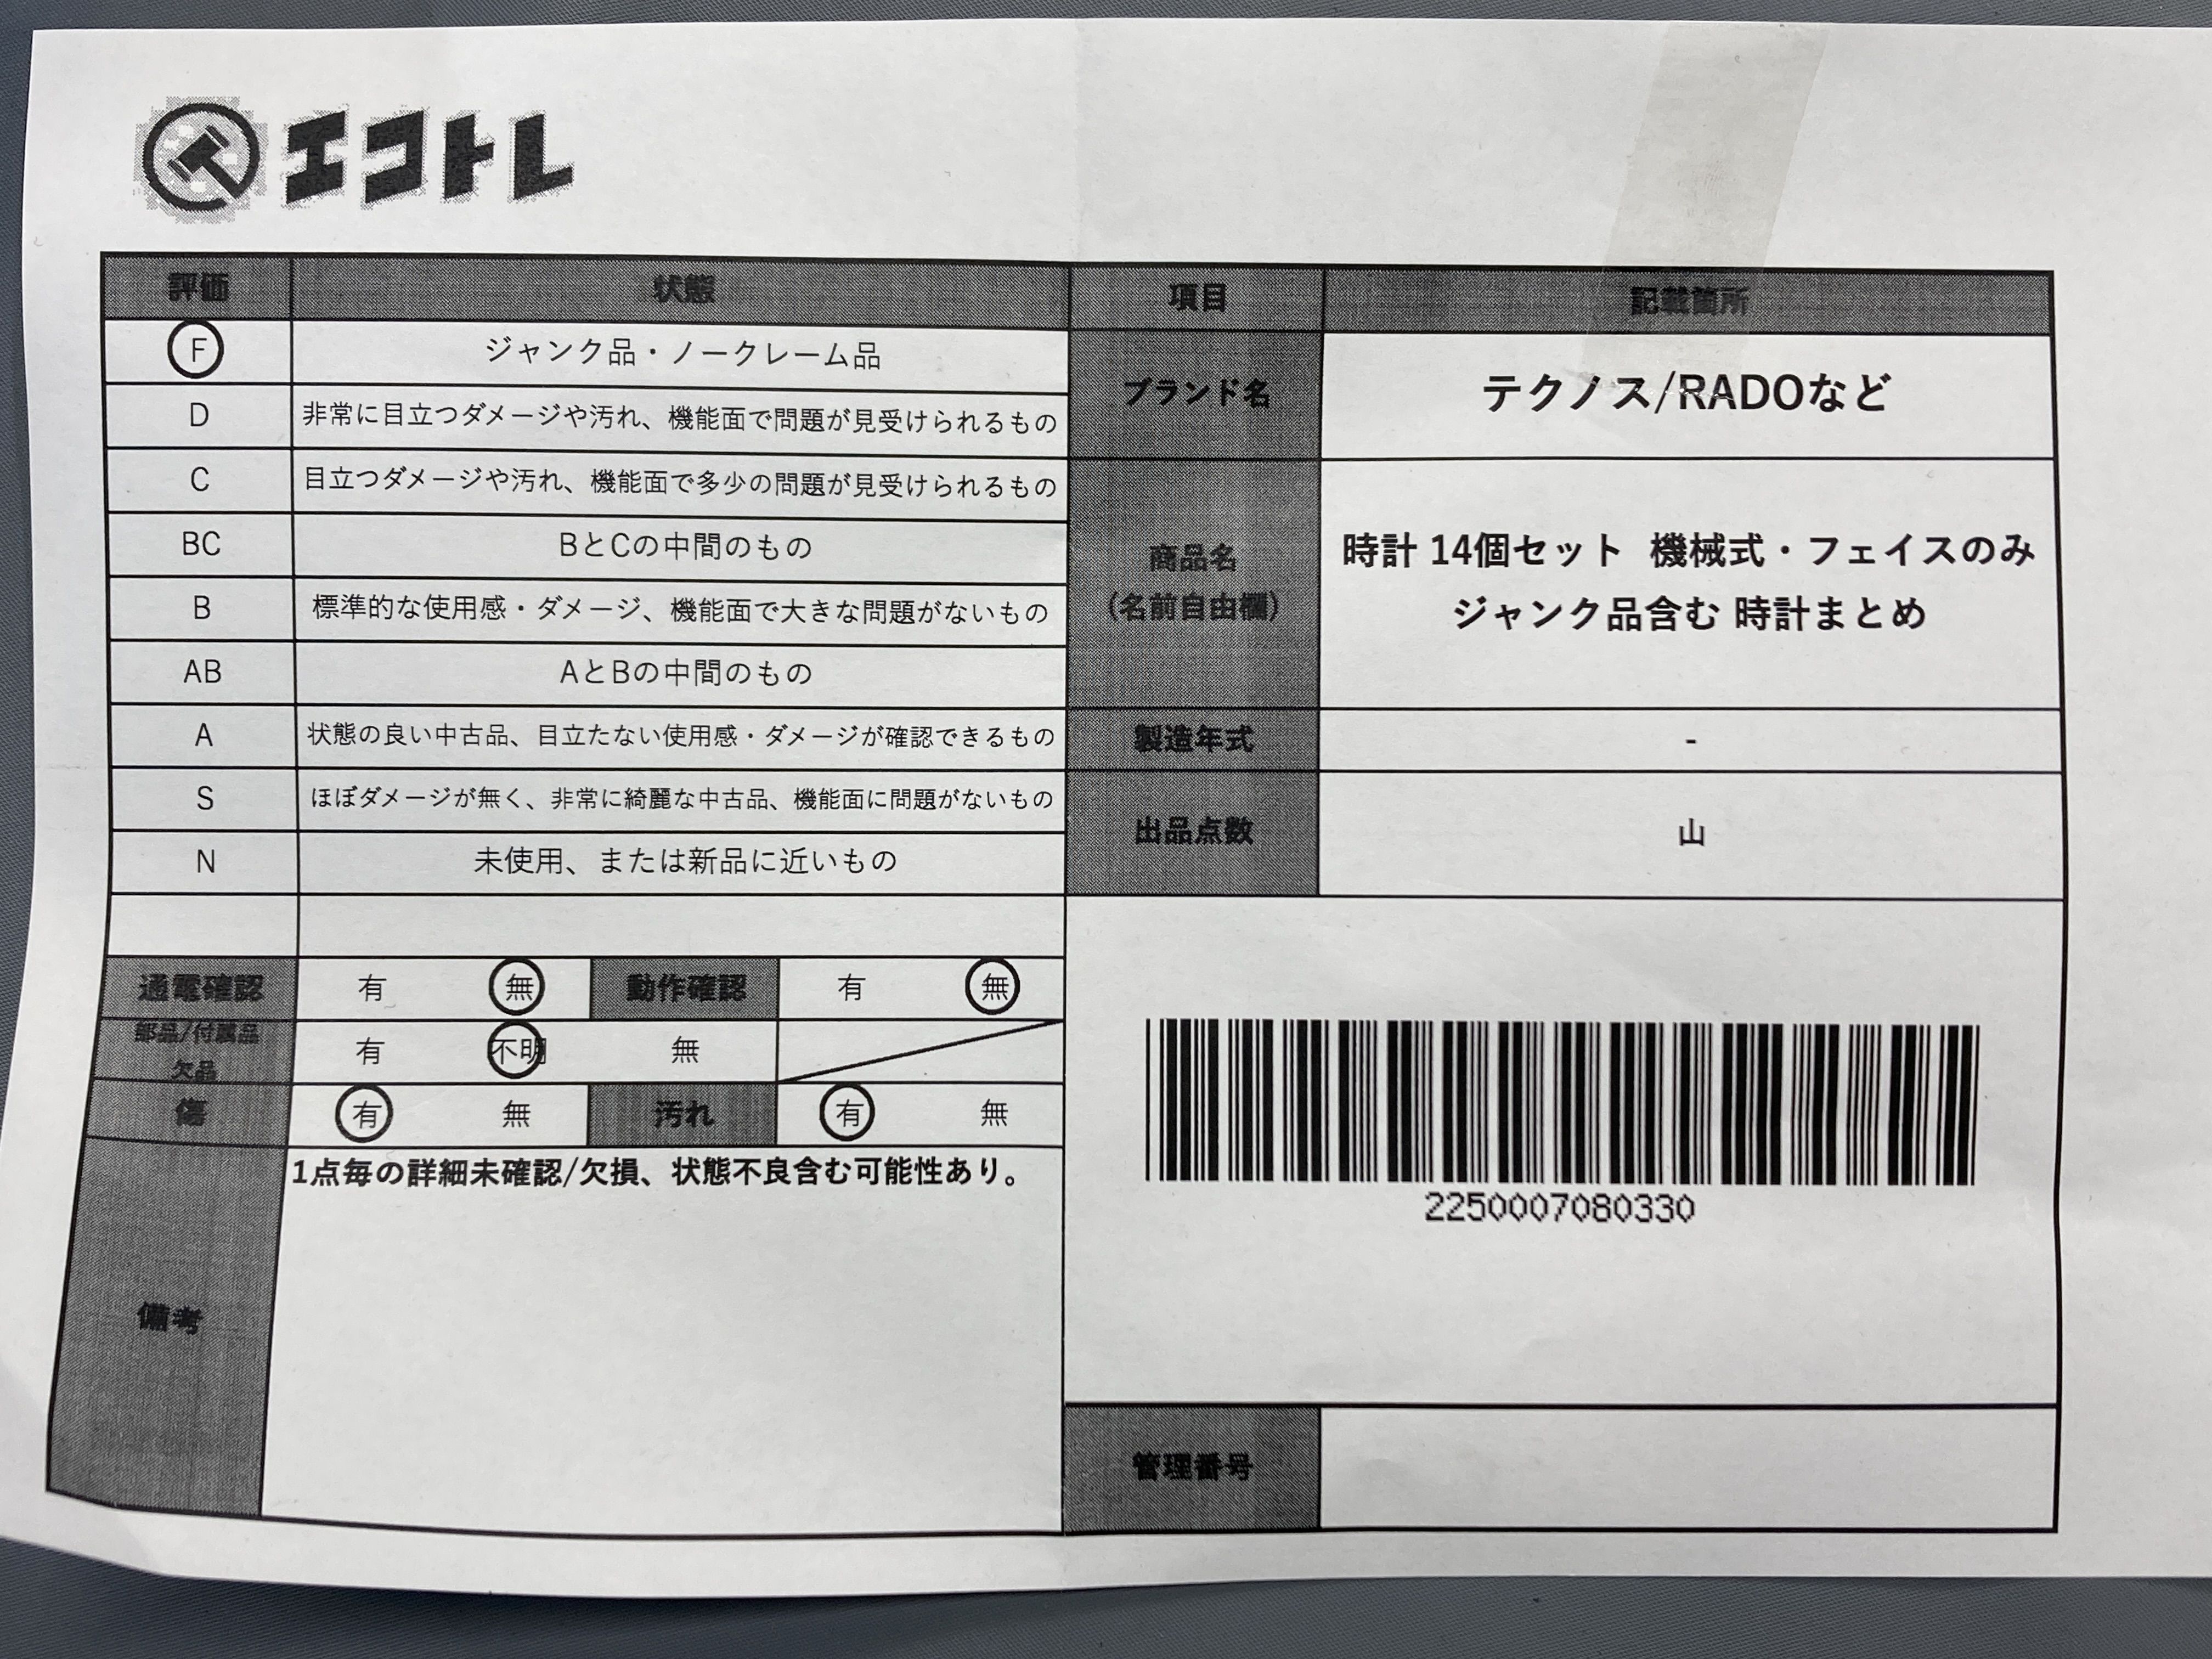 エコトレ
評価 状態 項目 記載箇所
F ジャンク品・ノークレーム品
D 非常に目立つダメージや汚れ、機能面で問題が見受けられるもの
C 目立つダメージや汚れ、機能面で多少の問題が見受けられるもの
BC BとCの中間のもの
B 標準的な使用感・ダメージ、機能面で大きな問題がないもの
AB AとBの中間のもの
A 状態の良い中古品、目立たない使用感・ダメージが確認できるもの
S ほぼダメージが無く、非常に綺麗な中古品、機能面に問題がないもの
N 未使用、または新品に近いもの
ブランド名 テクノス/RADOなど
商品名
(名前自由欄)
時計 14個セット 機械式・フェイスのみ
ジャンク品含む 時計まとめ
製造年式 -
出品点数 山
通電確認 有 無 動作確認 有 無
部品/付属品
欠品
有 不明 無
傷 有 無 汚れ 有 無
備考
1点毎の詳細未確認/欠損、状態不良含む可能性あり。
2250007080330
管理番号